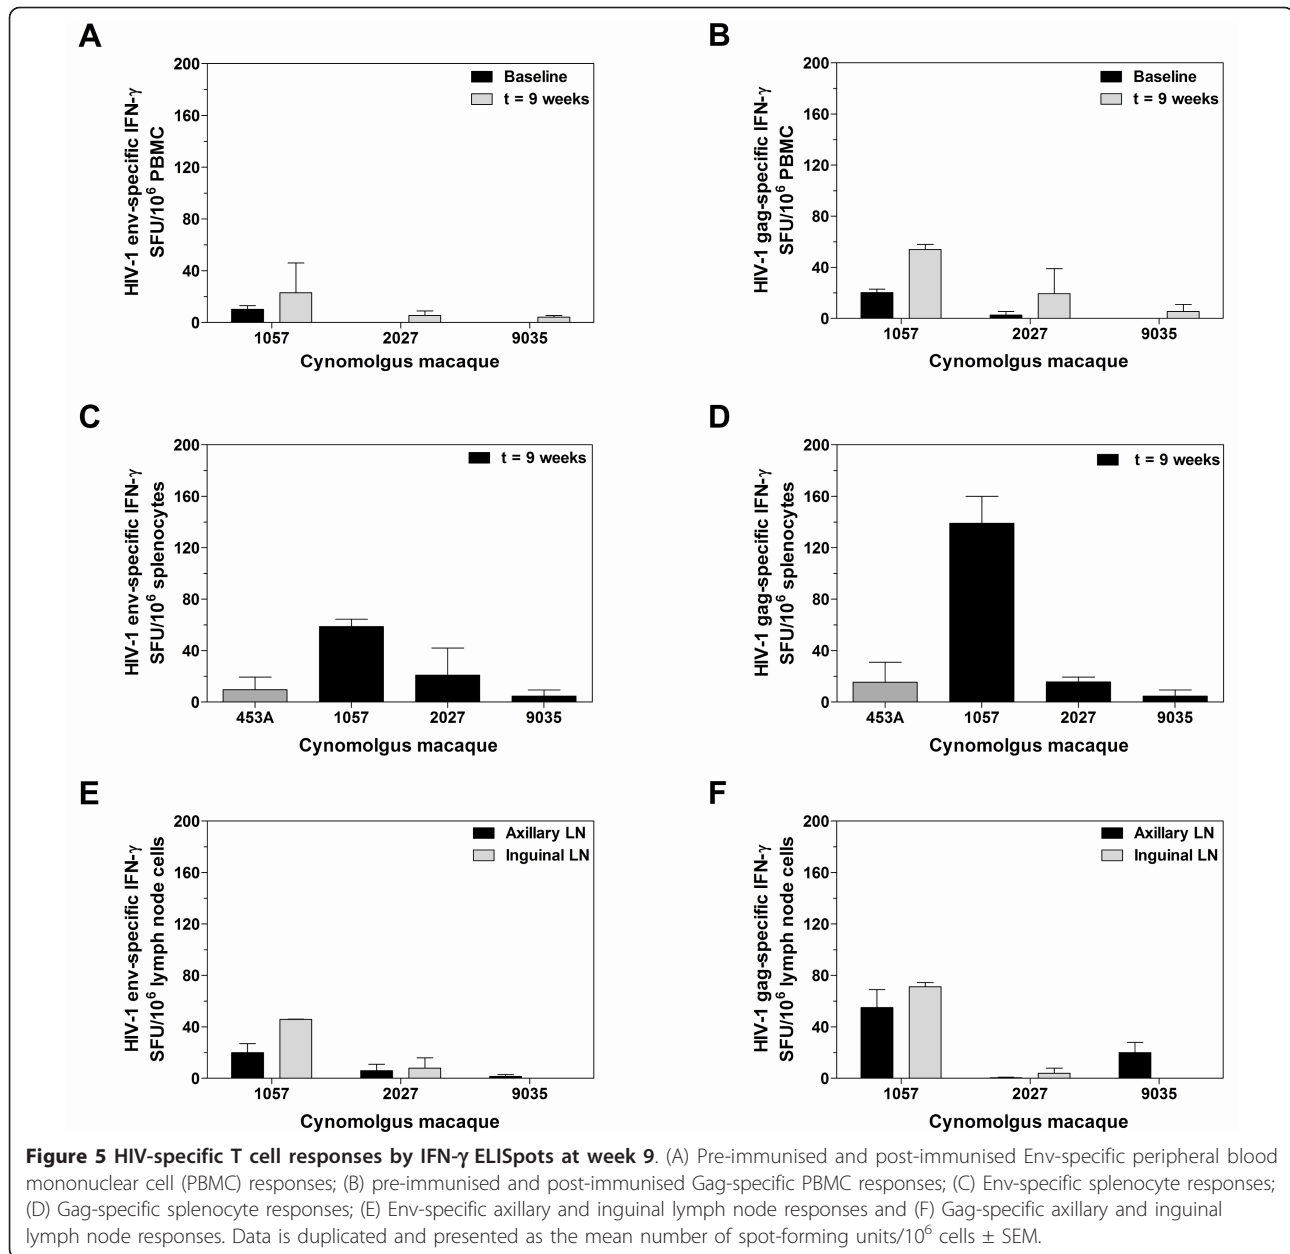 A
HIV-1 env-specific IFN-γ
SFU/10⁶ PBMC
200
160
120
80
40
0
Baseline
t = 9 weeks
1057 2027 9035
Cynomolgus macaque
B
HIV-1 gag-specific IFN-γ
SFU/10⁶ PBMC
200
160
120
80
40
0
Baseline
t = 9 weeks
1057 2027 9035
Cynomolgus macaque
C
HIV-1 env-specific IFN-γ
SFU/10⁶ splenocytes
200
160
120
80
40
0
t = 9 weeks
453A 1057 2027 9035
Cynomolgus macaque
D
HIV-1 gag-specific IFN-γ
SFU/10⁶ splenocytes
200
160
120
80
40
0
t = 9 weeks
453A 1057 2027 9035
Cynomolgus macaque
E
HIV-1 env-specific IFN-γ
SFU/10⁶ lymph node cells
200
160
120
80
40
0
Axillary LN
Inguinal LN
1057 2027 9035
Cynomolgus macaque
F
HIV-1 gag-specific IFN-γ
SFU/10⁶ lymph node cells
200
160
120
80
40
0
Axillary LN
Inguinal LN
1057 2027 9035
Cynomolgus macaque
Figure 5 HIV-specific T cell responses by IFN-γ ELISpots at week 9. (A) Pre-immunised and post-immunised Env-specific peripheral blood
mononuclear cell (PBMC) responses; (B) pre-immunised and post-immunised Gag-specific PBMC responses; (C) Env-specific splenocyte responses;
(D) Gag-specific splenocyte responses; (E) Env-specific axillary and inguinal lymph node responses and (F) Gag-specific axillary and inguinal
lymph node responses. Data is duplicated and presented as the mean number of spot-forming units/10⁶ cells ± SEM.